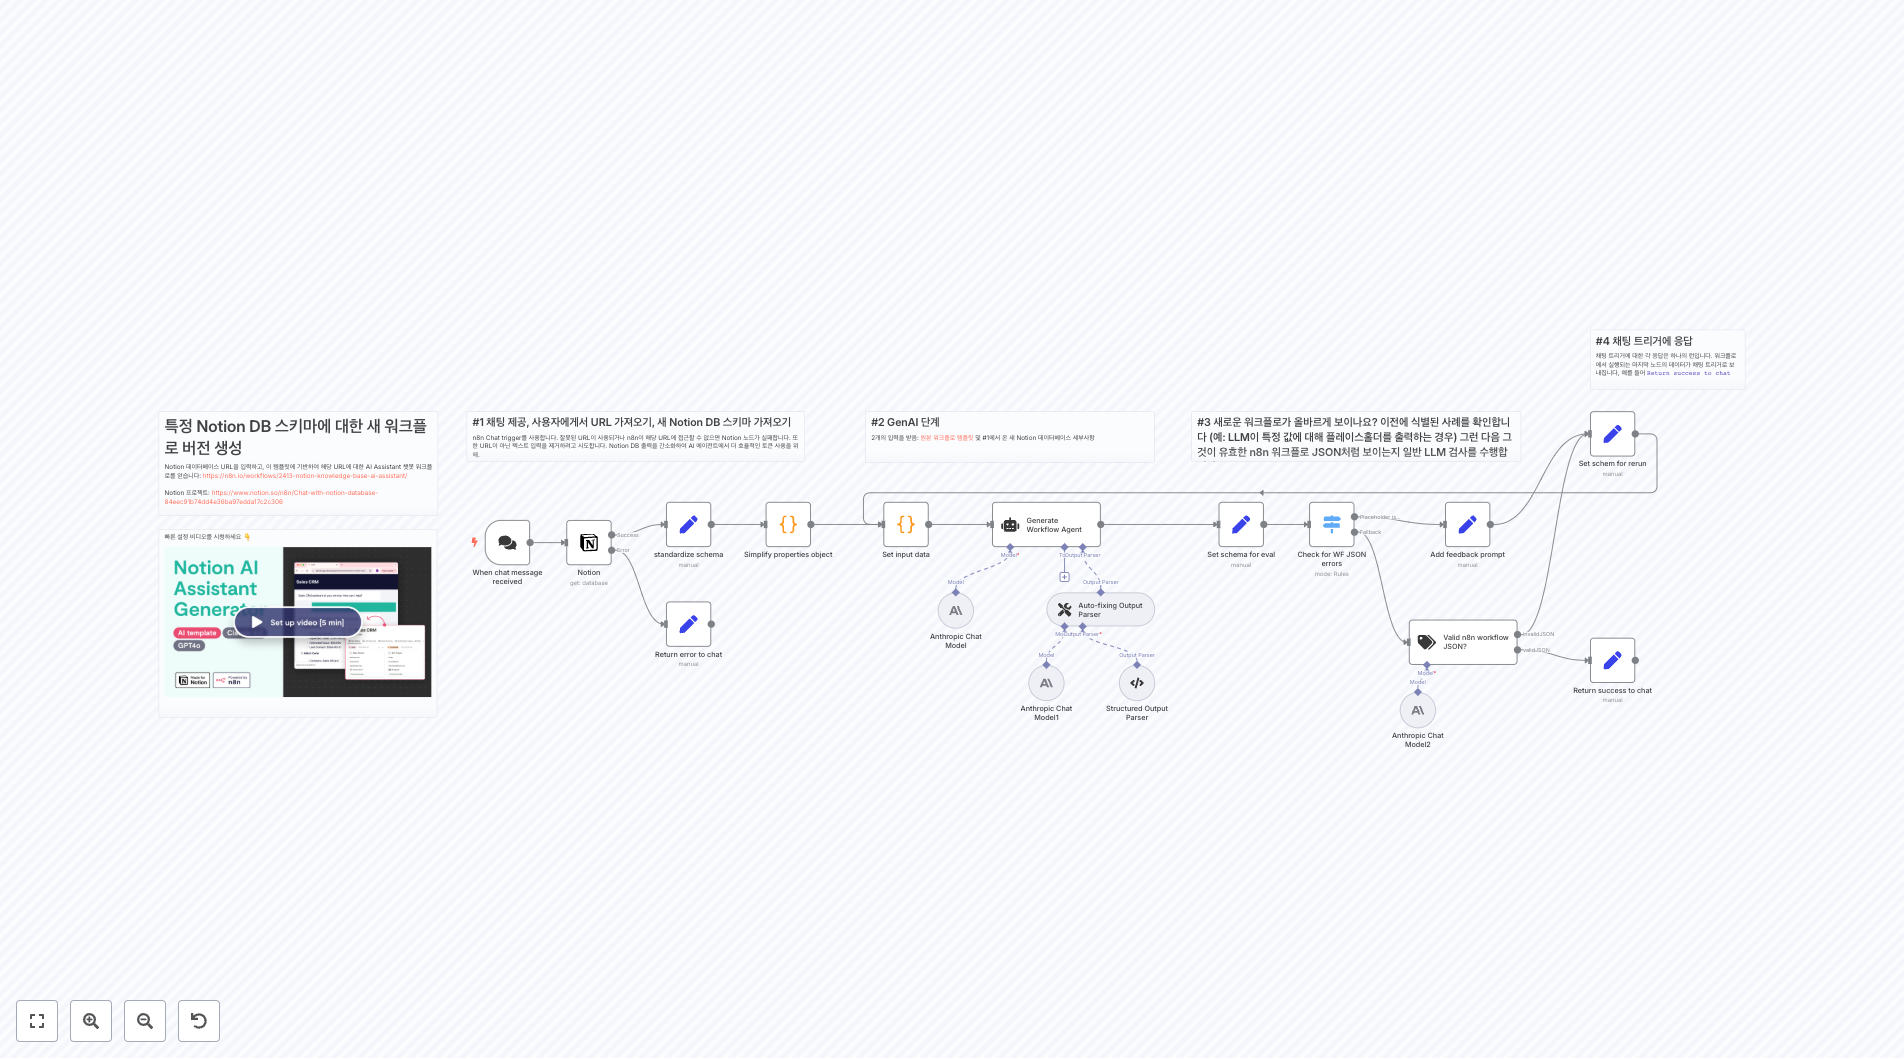 특정 Notion DB 스키마에 대한 새 워크플
로 버전 생성
Notion 데이터베이스 URL을 입력하고, 이 템플릿에 기반하여 해당 URL에 대한 AI Assistant 챗봇 워크플
로를 얻습니다: https://n8n.io/workflows/2413-notion-knowledge-base-ai-assistant/
Notion 프로젝트: https://www.notion.so/n8n/Chat-with-notion-database-
84eec91b74dd4e36ba97edda17c2c306
빠른 설정 비디오를 시청하세요 👇
Notion AI
Assistant
Generator
Set up video [5 min]
AI template
GPT4o
Sales CRM
Made for
Notion
Powered by
n8n
#1 채팅 제공, 사용자에게서 URL 가져오기, 새 Notion DB 스키마 가져오기
n8n Chat trigger를 사용합니다. 잘못된 URL이 사용되거나 n8n이 해당 URL에 접근할 수 없으면 Notion 노드가 실패합니다. 또
한 URL이 아닌 텍스트 입력을 제거하려고 시도합니다. Notion DB 출력을 간소화하여 AI 에이전트에서 더 효율적인 토큰 사용을 위
해.
When chat message
received
Notion
get: database
Success
Error
standardize schema
manual
Return error to chat
manual
Simplify properties object
#2 GenAI 단계
2개의 입력을 받음: 원본 워크플로 템플릿 및 #1에서 온 새 Notion 데이터베이스 세부사항
Set input data
Generate
Workflow Agent
Model*
Output Parser
Model
Anthropic Chat
Model
Output Parser
Auto-fixing Output
Parser
Output Parser*
Model
Anthropic Chat
Model1
Output Parser
Structured Output
Parser
#3 새로운 워크플로가 올바르게 보이나요? 이전에 식별된 사례를 확인합니
다 (예: LLM이 특정 값에 대해 플레이스홀더를 출력하는 경우) 그런 다음 그
것이 유효한 n8n 워크플로 JSON처럼 보이는지 일반 LLM 검사를 수행합
Set schema for eval
manual
Check for WF JSON
errors
mode: Rules
Placeholder is
Fallback
Add feedback prompt
manual
Valid n8n workflow
JSON?
invalidJSON
validJSON
Model*
Model
Anthropic Chat
Model2
#4 채팅 트리거에 응답
채팅 트리거에 대한 각 응답은 하나의 런입니다. 워크플로
에서 실행되는 마지막 노드의 데이터가 채팅 트리거로 보
내집니다, 예를 들어 Return success to chat
Set schem for rerun
manual
Return success to chat
manual